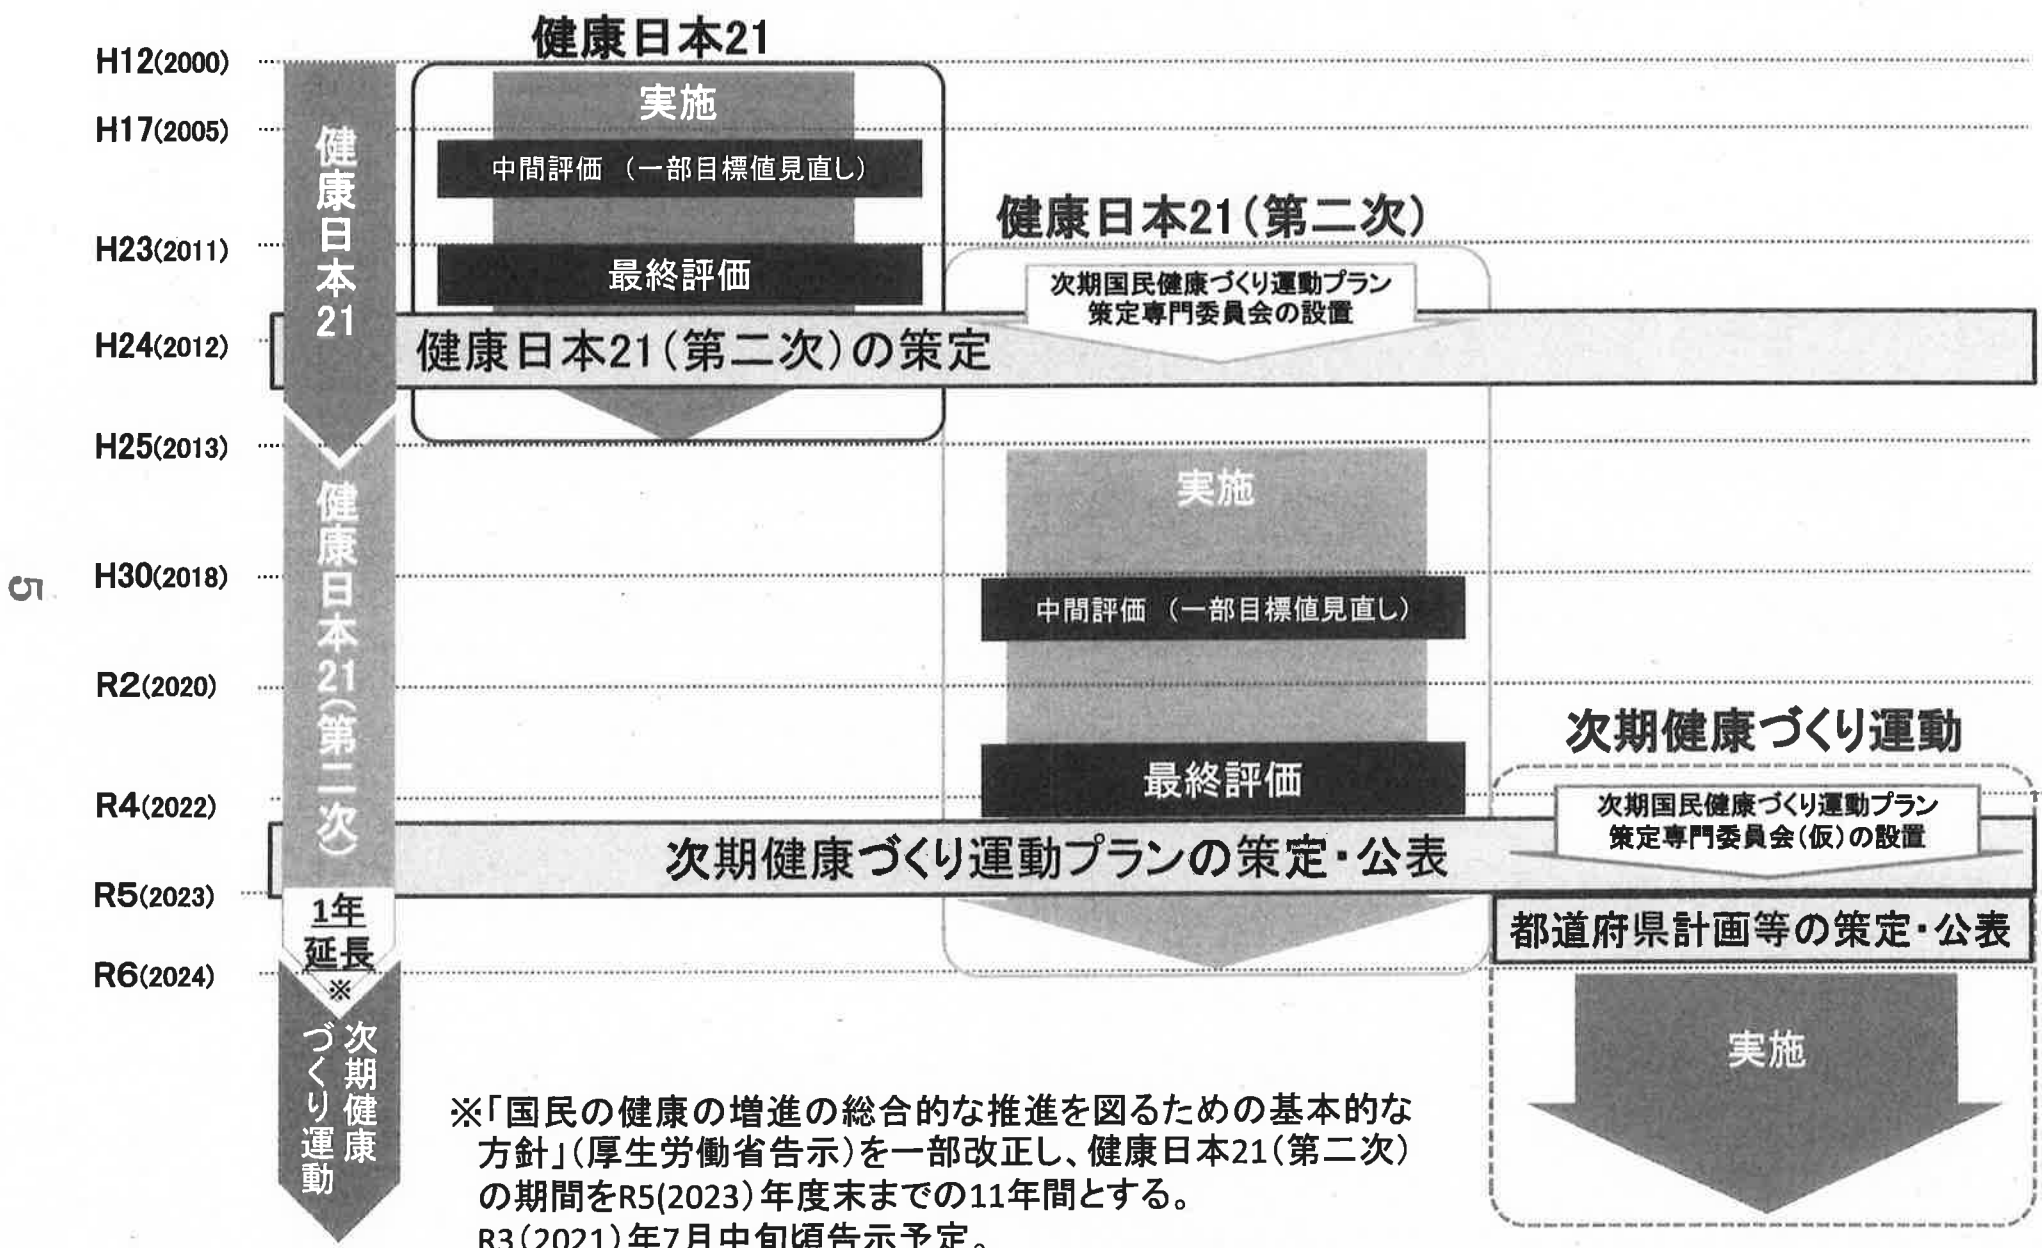 健康日本21
H12(2000)
実施
H17(2005)
中間評価 （一部目標値見直し）
健康日本21
健康日本21（第二次）
H23(2011)
最終評価
次期国民健康づくり運動プラン
策定専門委員会の設置
H24(2012)
健康日本21（第二次）の策定
H25(2013)
実施
健康日本21（第二次）
H30(2018)
中間評価 （一部目標値見直し）
5
R2(2020)
次期健康づくり運動
最終評価
R4(2022)
次期国民健康づくり運動プラン
策定専門委員会（仮）の設置
次期健康づくり運動プランの策定・公表
R5(2023)
1年
延長
※
都道府県計画等の策定・公表
R6(2024)
次期健康
づくり運動
実施
※「国民の健康の増進の総合的な推進を図るための基本的な
方針」（厚生労働省告示）を一部改正し、健康日本21（第二次）
の期間をR5(2023)年度末までの11年間とする。
R3(2021)年7月中旬頃告示予定。